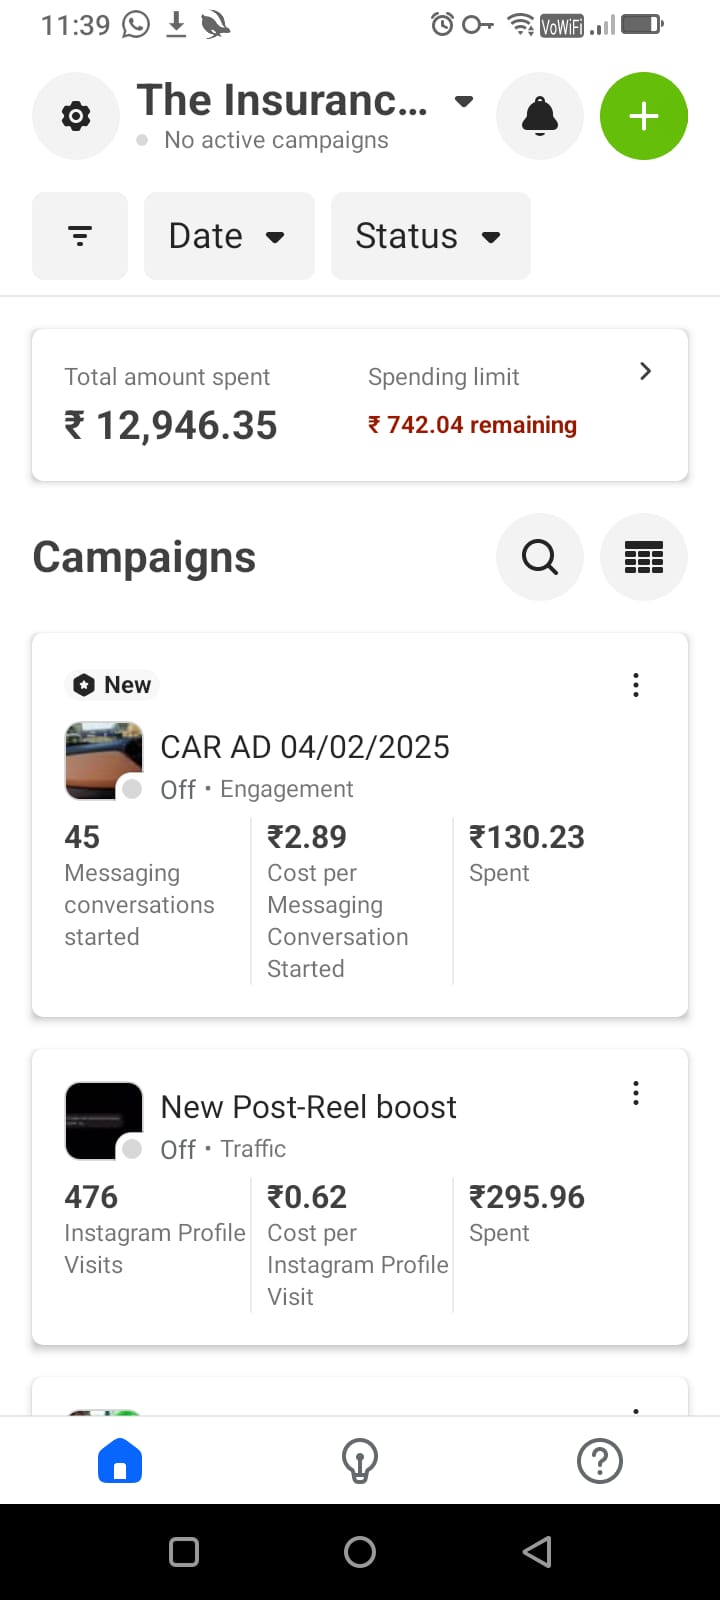 11:39
VoWiFi
The Insuranc...
No active campaigns
Date
Status
Total amount spent
₹ 12,946.35
Spending limit
₹ 742.04 remaining
Campaigns
New
CAR AD 04/02/2025
Off • Engagement
45
Messaging
conversations
started
₹2.89
Cost per
Messaging
Conversation
Started
₹130.23
Spent
New Post-Reel boost
Off • Traffic
476
Instagram Profile
Visits
₹0.62
Cost per
Instagram Profile
Visit
₹295.96
Spent